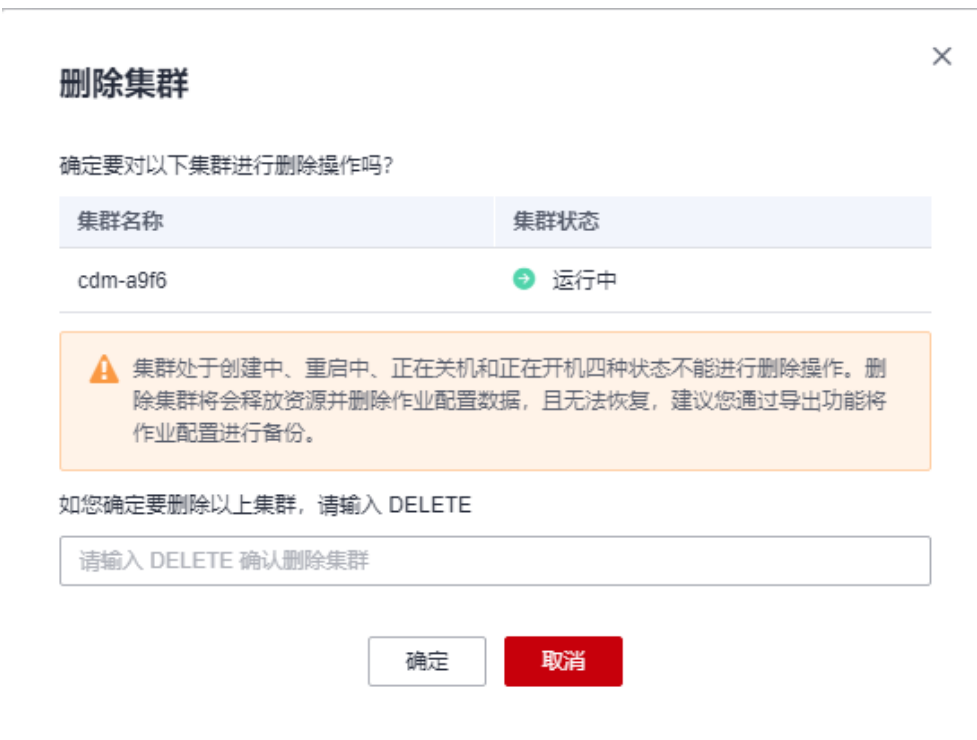 删除集群
确定要对以下集群进行删除操作吗?
集群名称 集群状态
cdm-a9f6 运行中
集群处于创建中、重启中、正在关机和正在开机四种状态不能进行删除操作。删
除集群将会释放资源并删除作业配置数据，且无法恢复，建议您通过导出功能将
作业配置进行备份。
如您确定要删除以上集群，请输入 DELETE
请输入 DELETE 确认删除集群
确定 取消